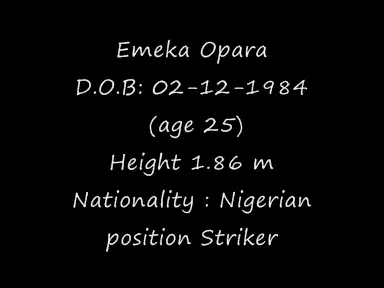 Emeka Opara
D.O.B: 02-12-1984
(age 25)
Height 1.86 m
Nationality : Nigerian
position Striker